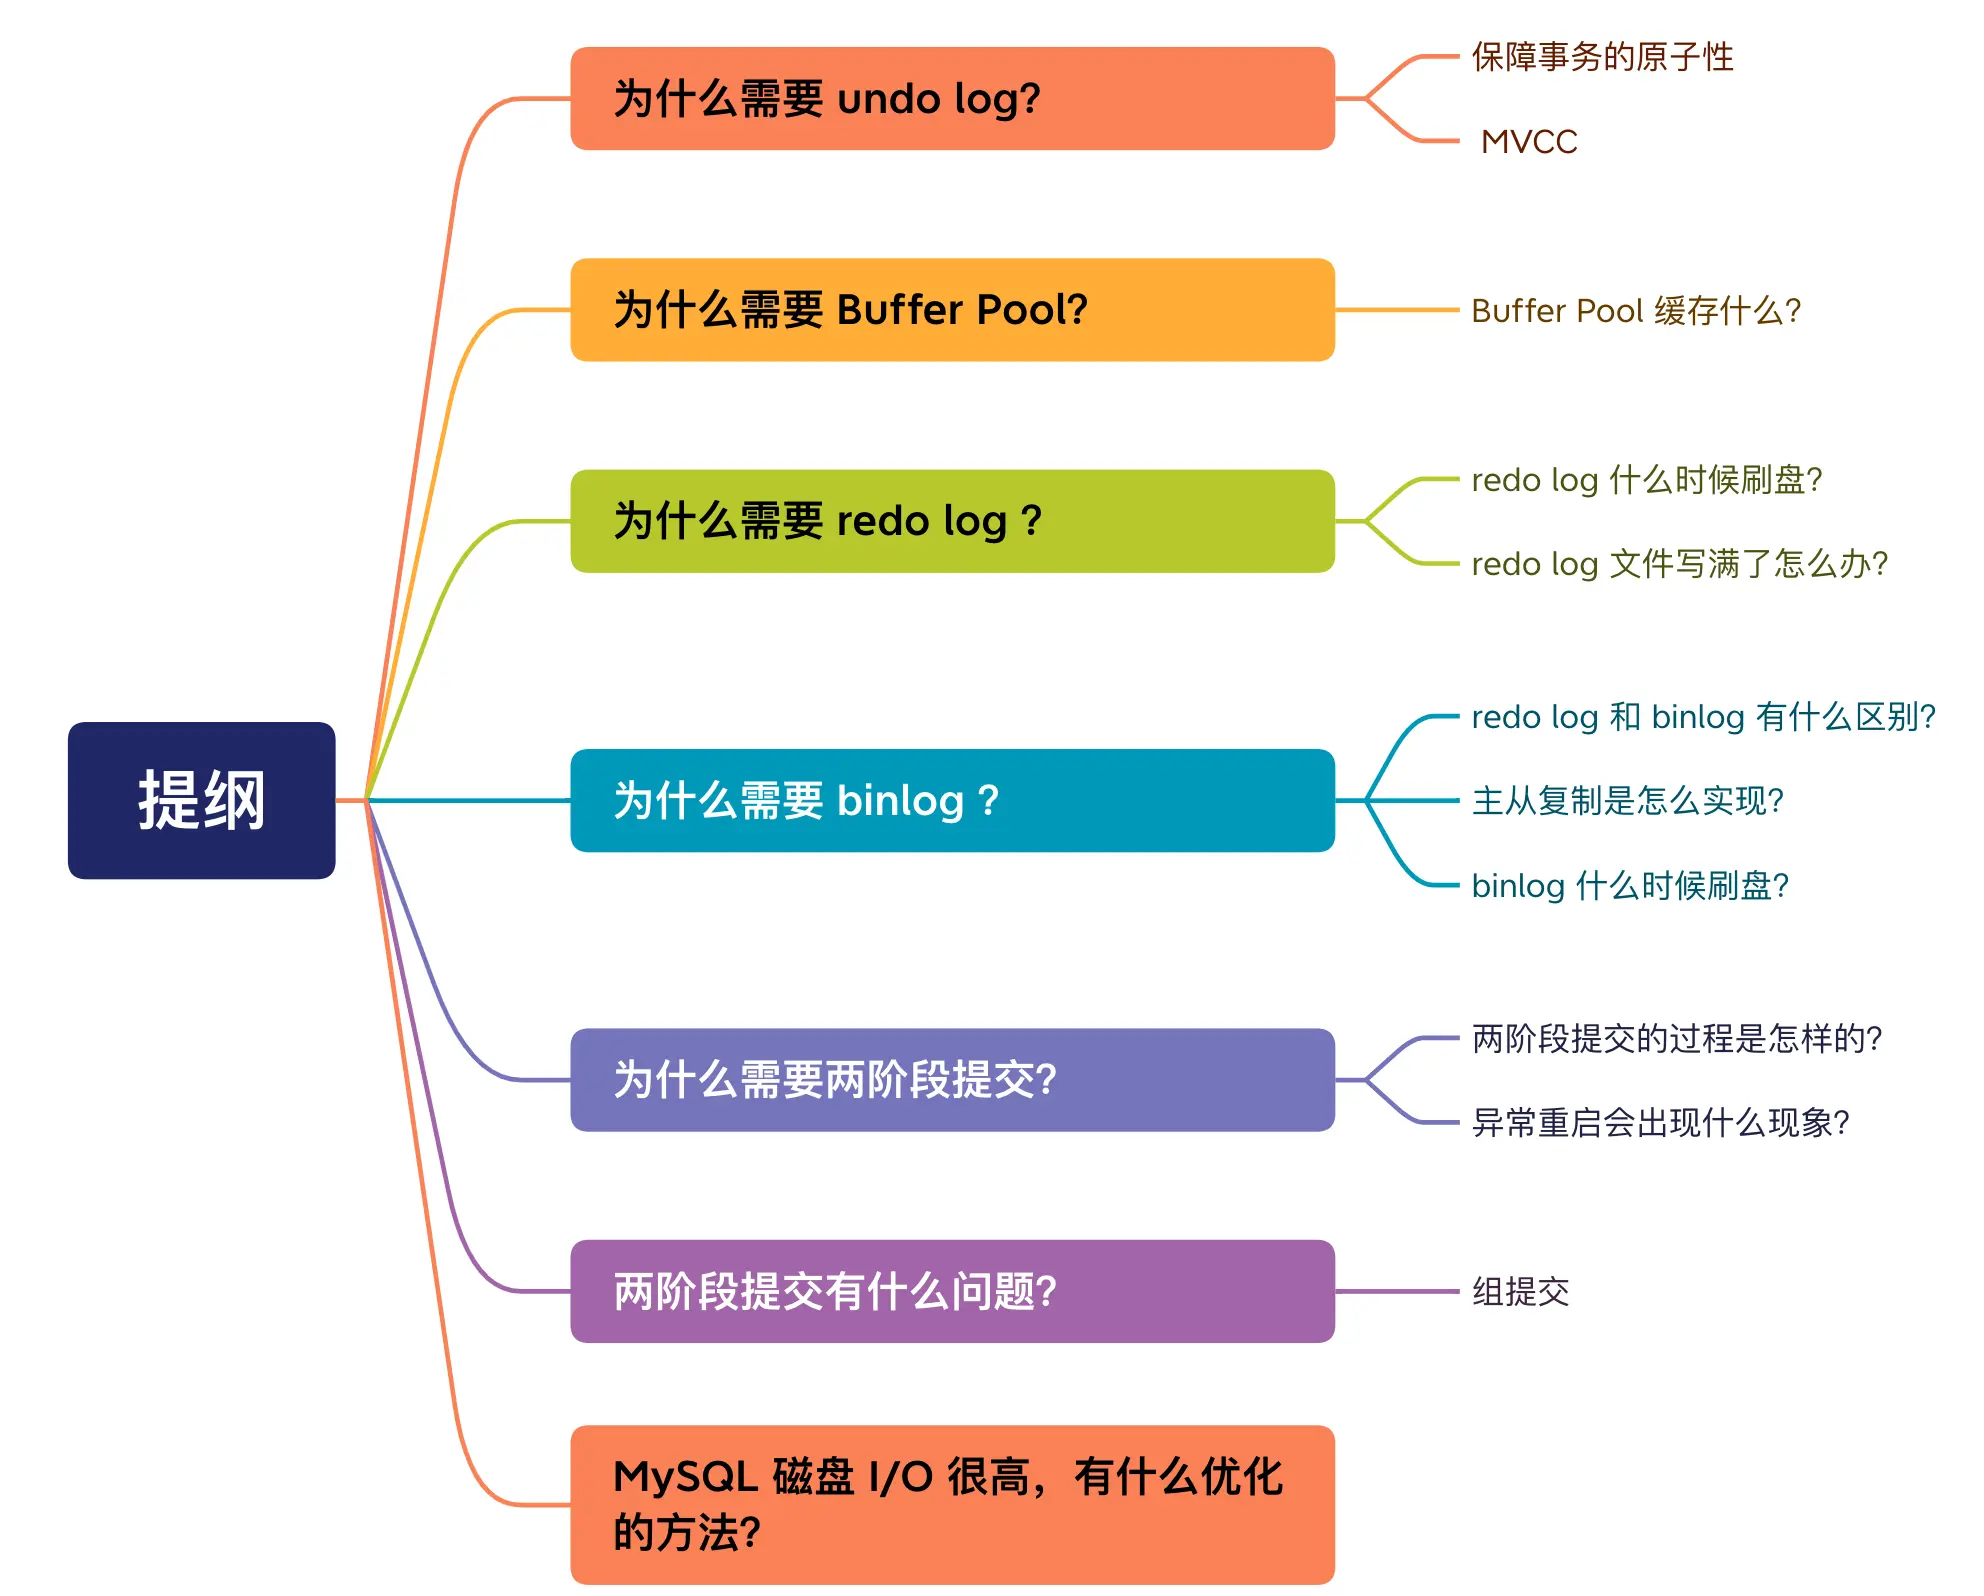 提纲
为什么需要 undo log?
保障事务的原子性
MVCC
为什么需要 Buffer Pool?
Buffer Pool 缓存什么?
为什么需要 redo log ?
redo log 什么时候刷盘?
redo log 文件写满了怎么办?
为什么需要 binlog ?
redo log 和 binlog 有什么区别?
主从复制是怎么实现?
binlog 什么时候刷盘?
为什么需要两阶段提交?
两阶段提交的过程是怎样的?
异常重启会出现什么现象?
两阶段提交有什么问题?
组提交
MySQL 磁盘 I/O 很高，有什么优化
的方法?